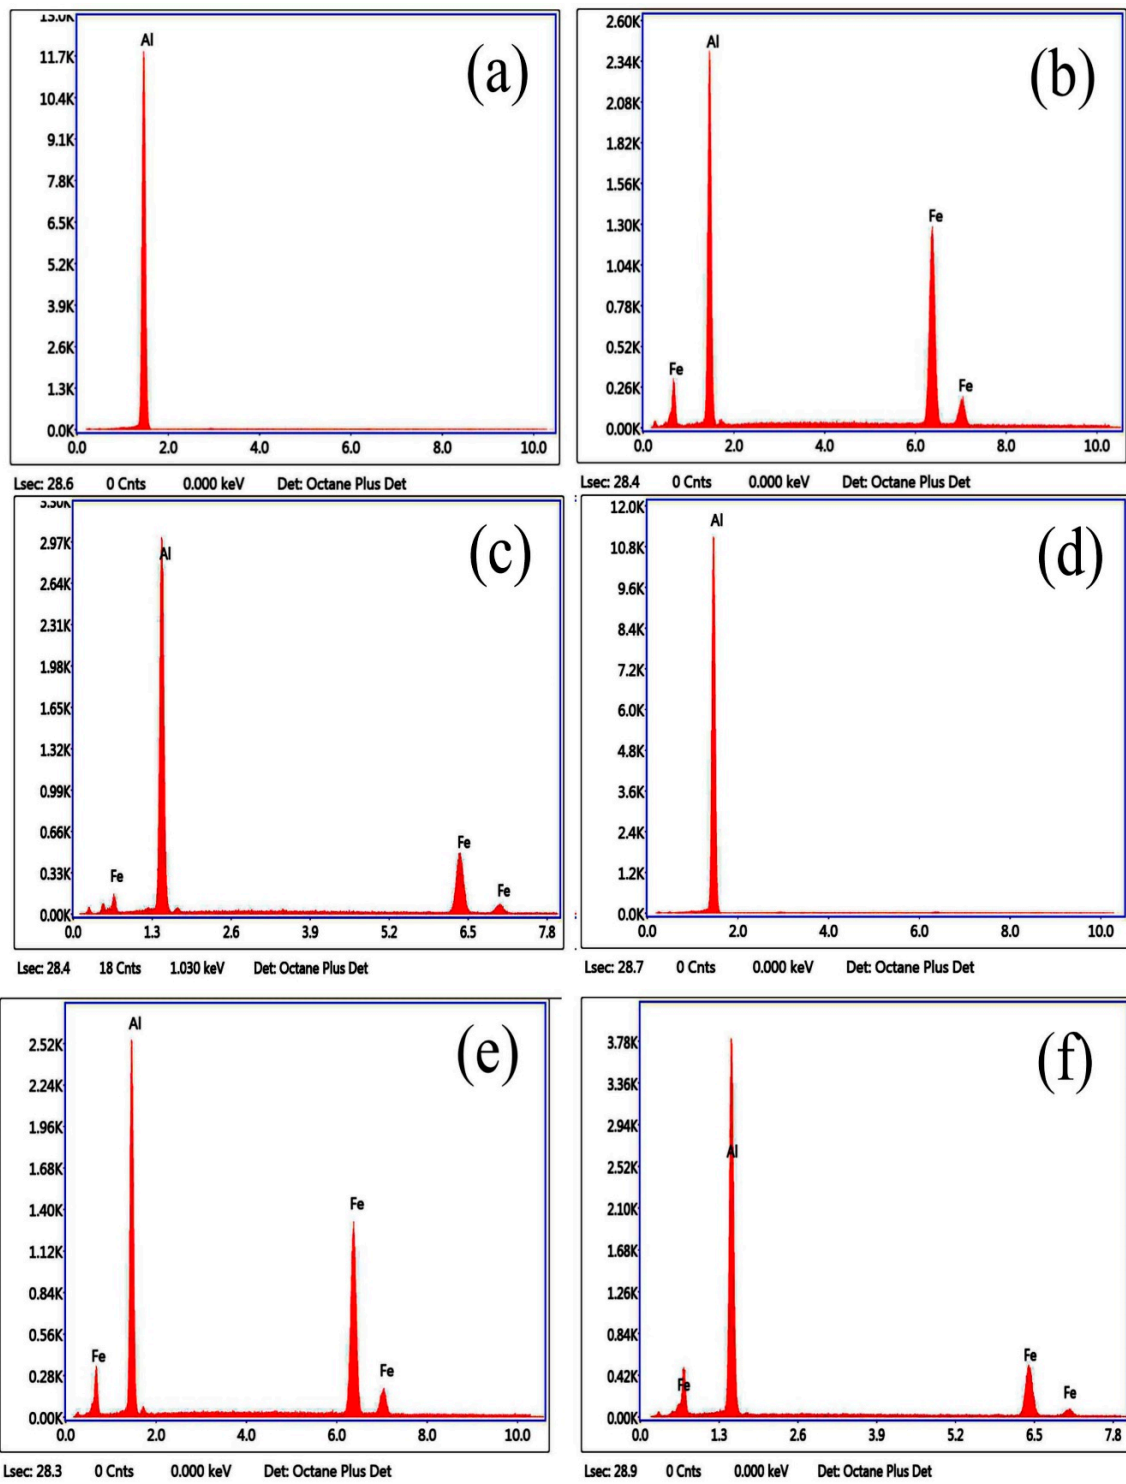 13.0K
11.7K
10.4K
9.1K
7.8K
6.5K
5.2K
3.9K
2.6K
1.3K
0.0K
Al
(a)
0.0 2.0 4.0 6.0 8.0 10.0
Lsec: 28.6 0 Cnts 0.000 keV Det: Octane Plus Det
2.60K
2.34K
2.08K
1.82K
1.56K
1.30K
1.04K
0.78K
0.52K
0.26K
0.00K
Al
(b)
Fe
Fe
Fe
0.0 2.0 4.0 6.0 8.0 10.0
Lsec: 28.4 0 Cnts 0.000 keV Det: Octane Plus Det
3.30K
2.97K
2.64K
2.31K
1.98K
1.65K
1.32K
0.99K
0.66K
0.33K
0.00K
Al
(c)
Fe
Fe
Fe
0.0 1.3 2.6 3.9 5.2 6.5 7.8
Lsec: 28.4 18 Cnts 1.030 keV Det: Octane Plus Det
12.0K
10.8K
9.6K
8.4K
7.2K
6.0K
4.8K
3.6K
2.4K
1.2K
0.0K
Al
(d)
0.0 2.0 4.0 6.0 8.0 10.0
Lsec: 28.7 0 Cnts 0.000 keV Det: Octane Plus Det
2.52K
2.24K
1.96K
1.68K
1.40K
1.12K
0.84K
0.56K
0.28K
0.00K
Al
(e)
Fe
Fe
Fe
0.0 2.0 4.0 6.0 8.0 10.0
Lsec: 28.3 0 Cnts 0.000 keV Det: Octane Plus Det
3.78K
3.36K
2.94K
2.52K
2.10K
1.68K
1.26K
0.84K
0.42K
0.00K
(f)
Al
Fe
Fe
Fe
0.0 1.3 2.6 3.9 5.2 6.5 7.8
Lsec: 28.9 0 Cnts 0.000 keV Det: Octane Plus Det